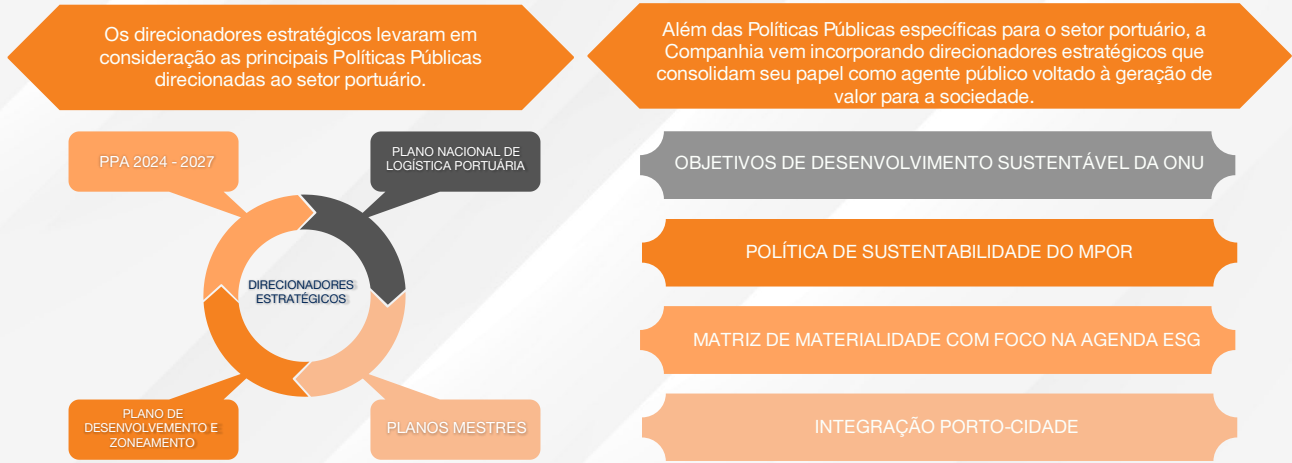 Os direcionadores estratégicos levaram em
consideração as principais Políticas Públicas
direcionadas ao setor portuário.
PPA 2024 - 2027
PLANO NACIONAL DE
LOGÍSTICA PORTUÁRIA
DIRECIONADORES
ESTRATÉGICOS
PLANO DE
DESENVOLVEMENTO E
ZONEAMENTO
PLANOS MESTRES
Além das Políticas Públicas específicas para o setor portuário, a
Companhia vem incorporando direcionadores estratégicos que
consolidam seu papel como agente público voltado à geração de
valor para a sociedade.
OBJETIVOS DE DESENVOLVIMENTO SUSTENTÁVEL DA ONU
POLÍTICA DE SUSTENTABILIDADE DO MPOR
MATRIZ DE MATERIALIDADE COM FOCO NA AGENDA ESG
INTEGRAÇÃO PORTO-CIDADE